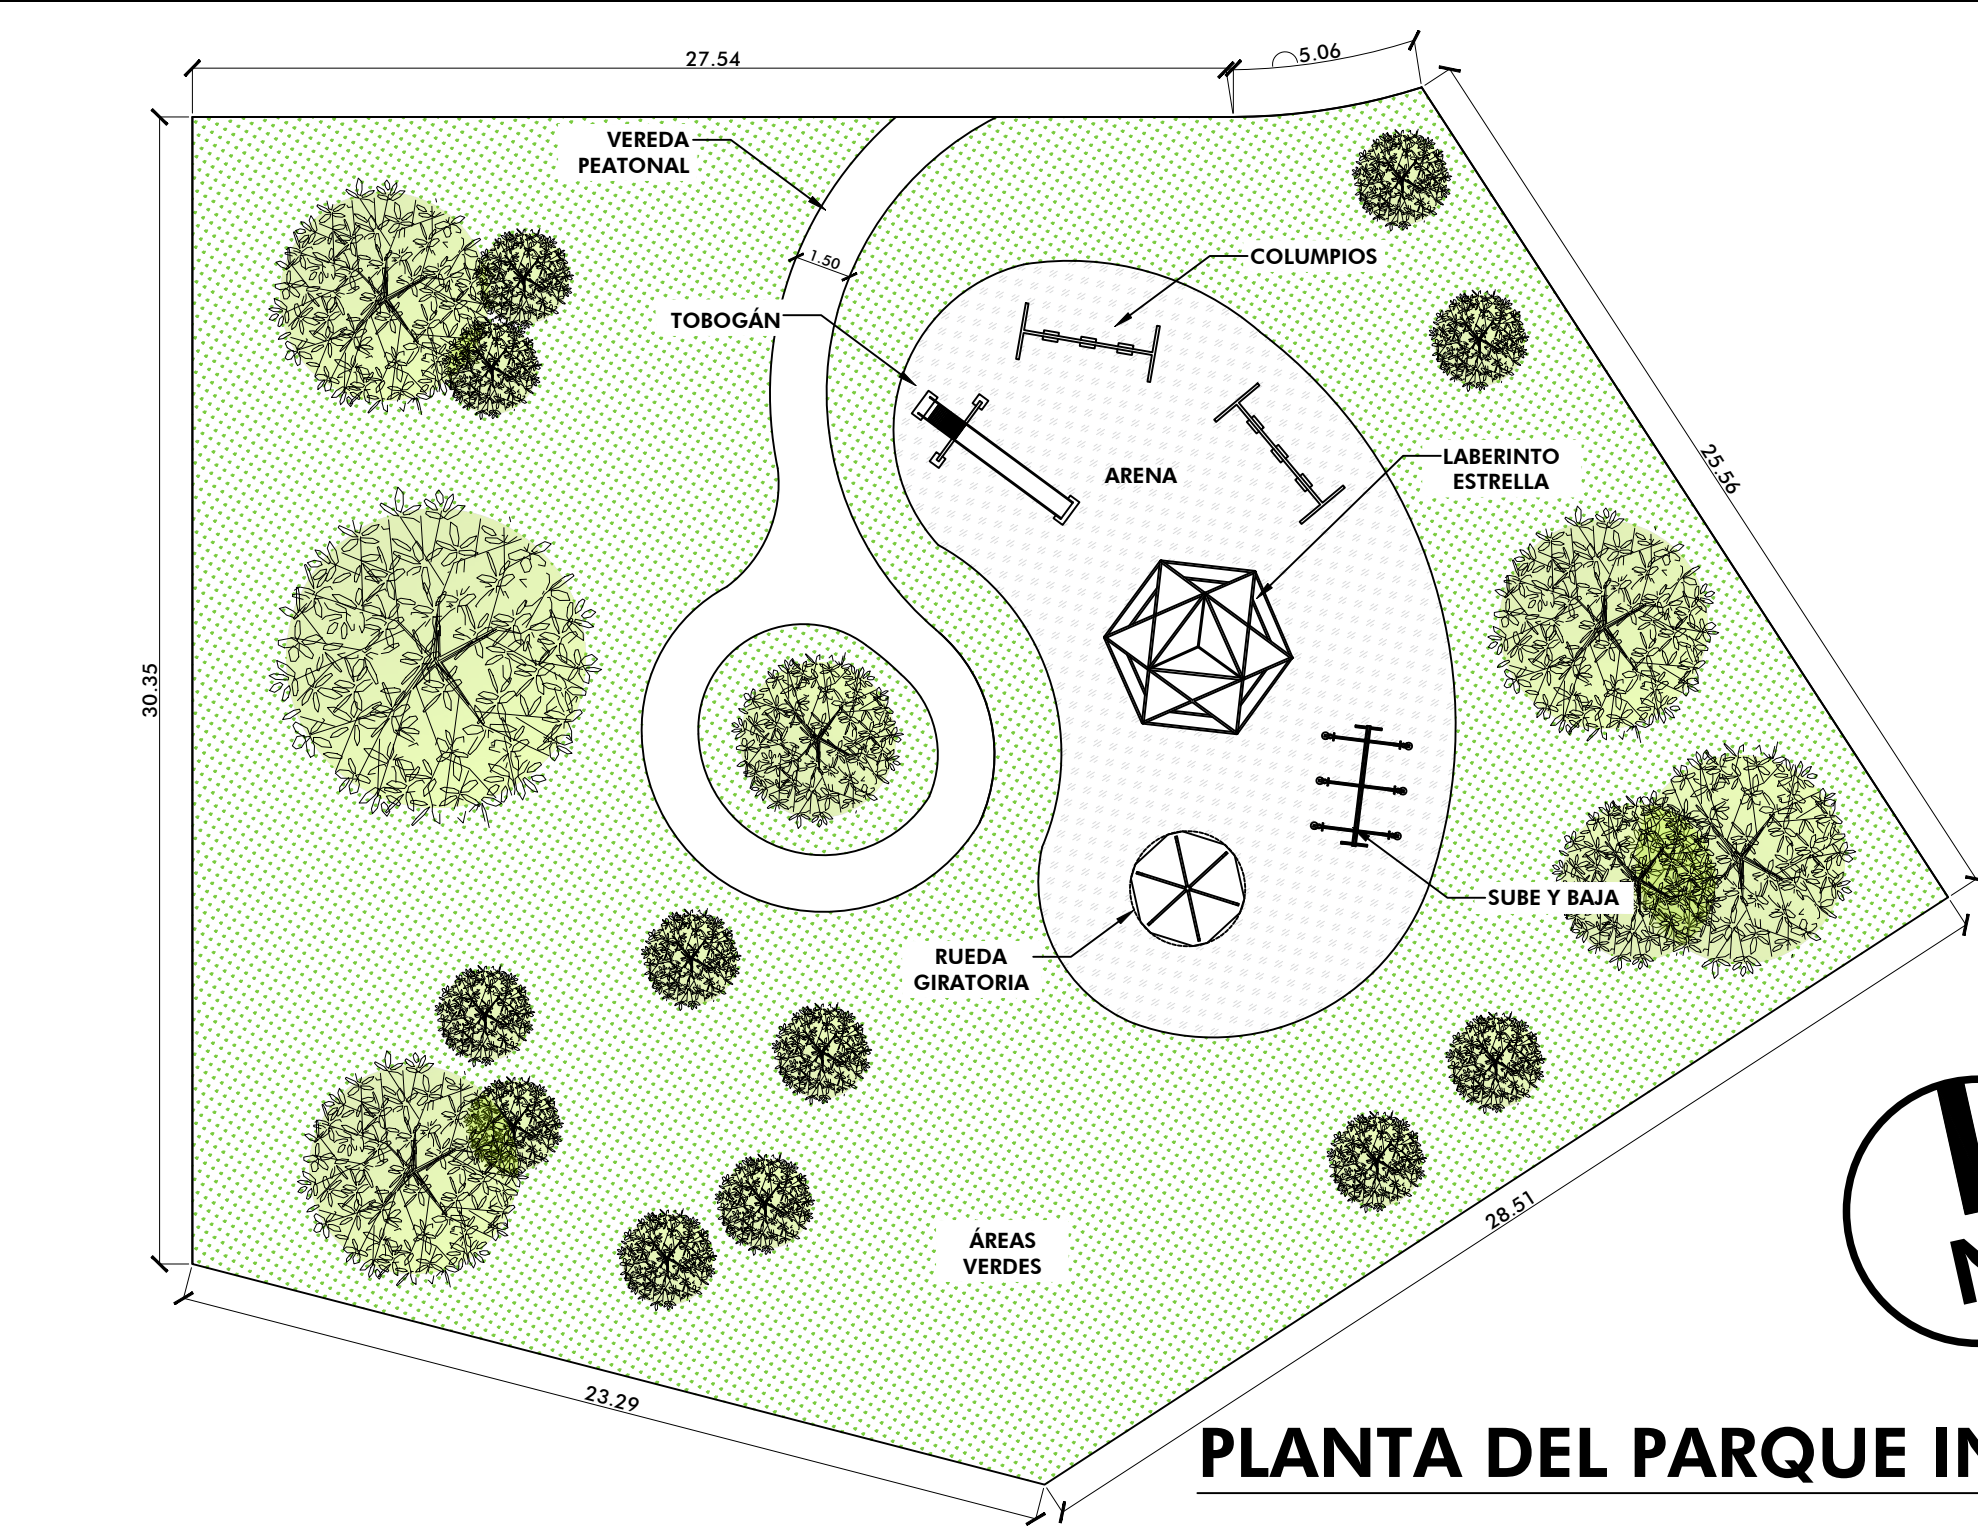 27.54
5.06
VEREDA
PEATONAL
1.50
COLUMPIOS
TOBOGÁN
ARENA
LABERINTO
ESTRELLA
25.56
30.35
SUBE Y BAJA
RUEDA
GIRATORIA
ÁREAS
VERDES
28.51
23.29
PLANTA DEL PARQUE